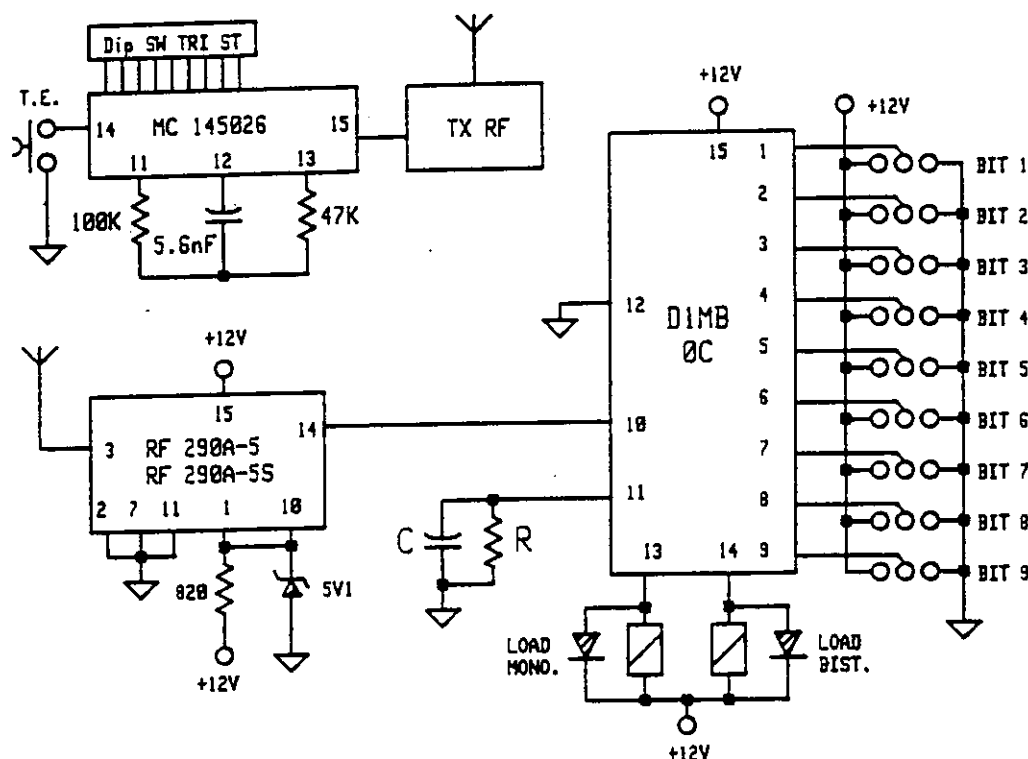 Dip SW TRI ST
T.E.
14
MC 145026
15
11
12
13
100K
5.6nF
47K
TX RF
+12V
+12V
15
1
2
3
4
5
6
7
8
9
BIT 1
BIT 2
BIT 3
BIT 4
BIT 5
BIT 6
BIT 7
BIT 8
BIT 9
12
D1MB
0C
10
11
13
14
+12V
15
14
3
RF 290A-5
RF 290A-5S
2
7
11
1
10
820
5V1
+12V
C
R
LOAD
MONO.
LOAD
BIST.
+12V